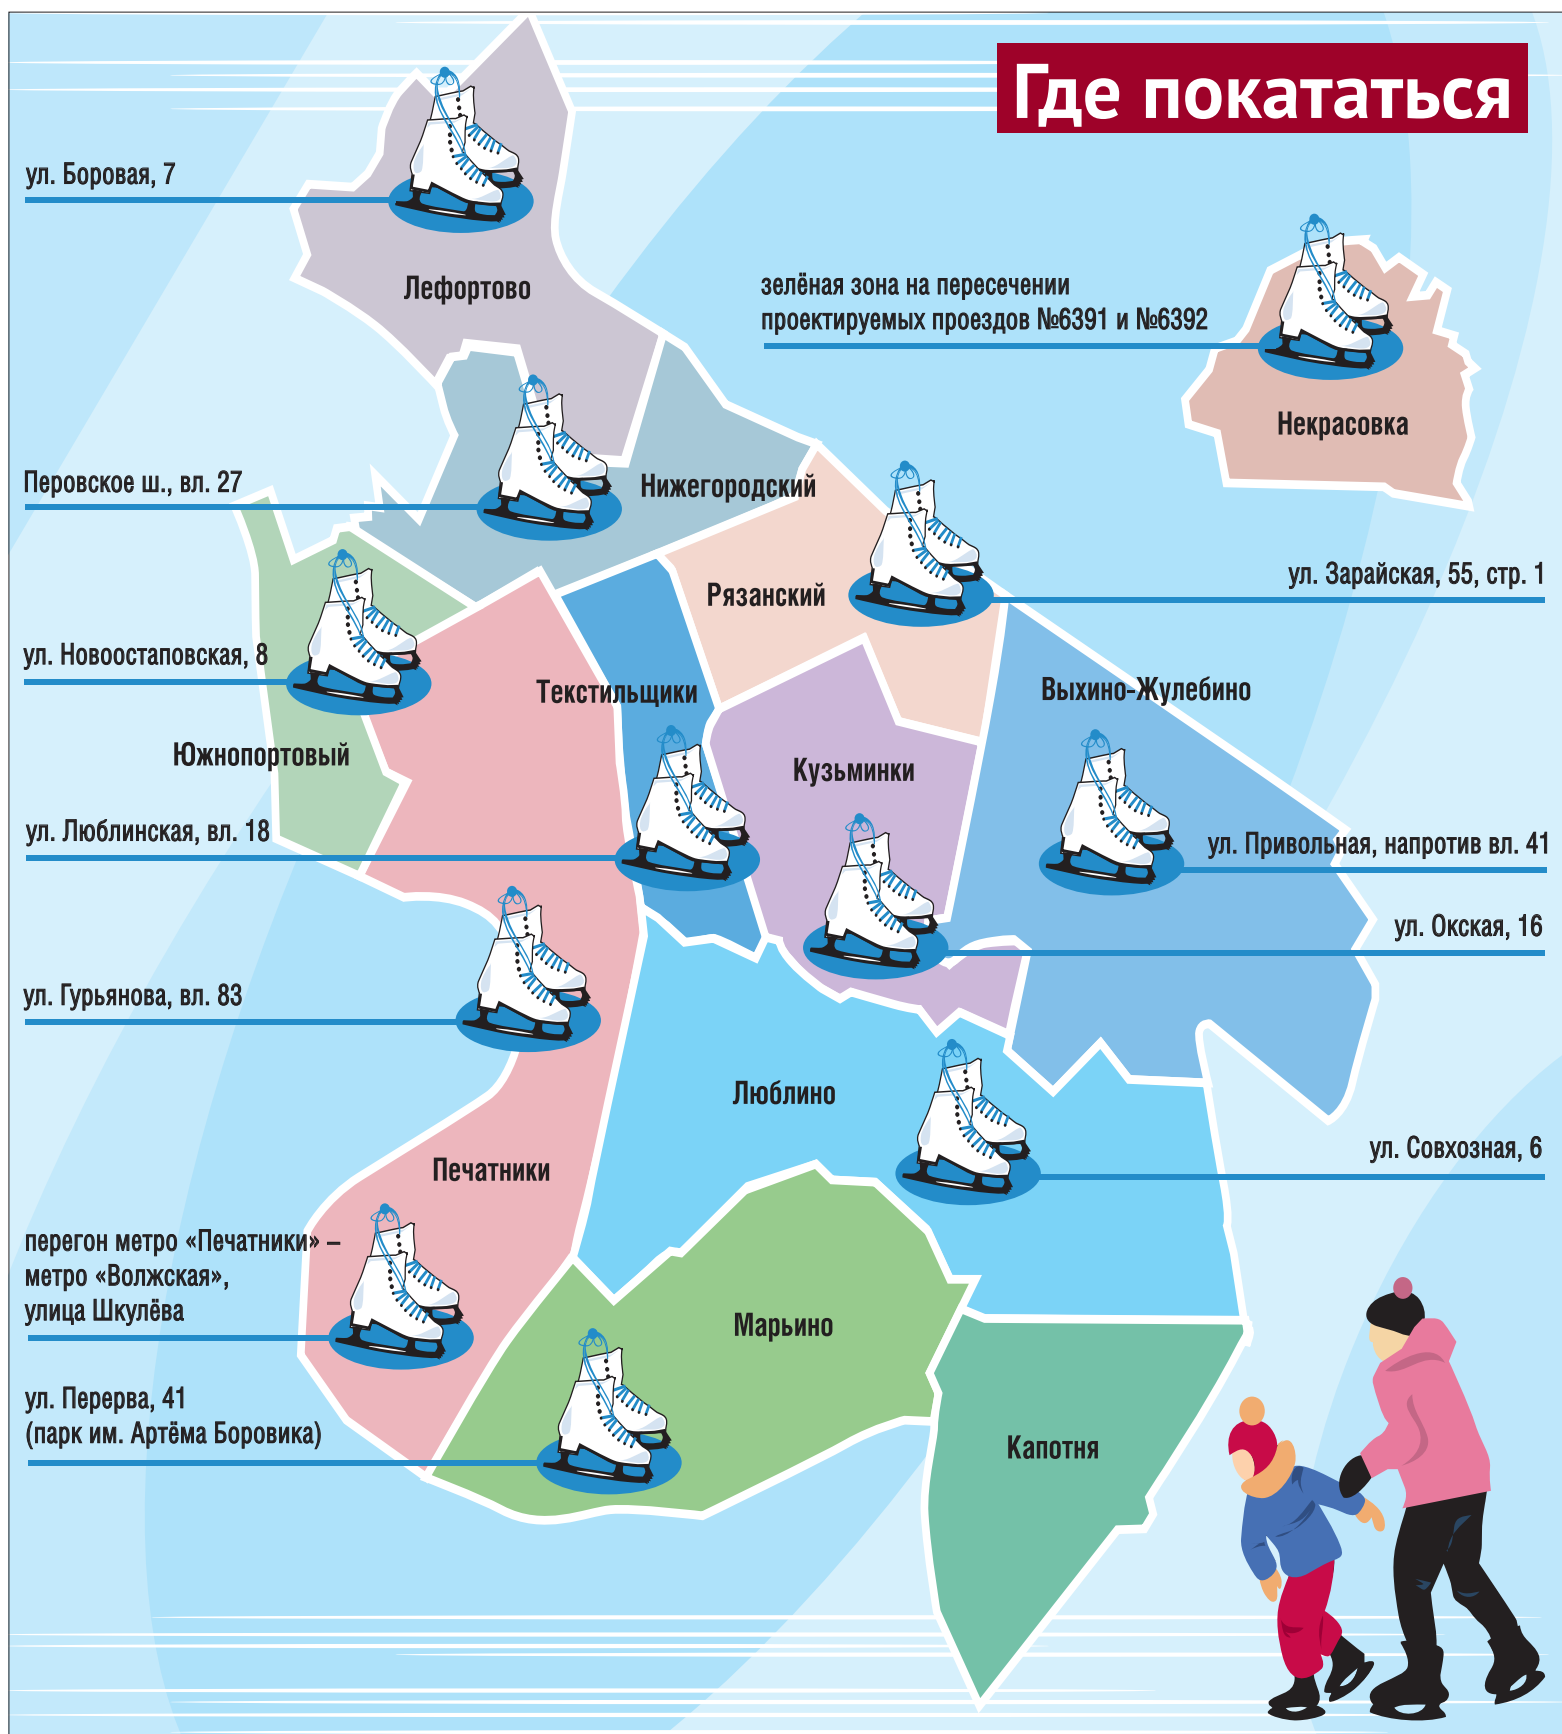 Где покататься
ул. Боровая, 7
Лефортово
зелёная зона на пересечении
проектируемых проездов №6391 и №6392
Некрасовка
Перовское ш., вл. 27
Нижегородский
ул. Зарайская, 55, стр. 1
Рязанский
ул. Новоостаповская, 8
Текстильщики
Выхино-Жулебино
Южнопортовый
Кузьминки
ул. Люблинская, вл. 18
ул. Привольная, напротив вл. 41
ул. Окская, 16
ул. Гурьянова, вл. 83
Люблино
ул. Совхозная, 6
Печатники
перегон метро «Печатники» –
метро «Волжская»,
улица Шкулёва
Марьино
ул. Перерва, 41
(парк им. Артёма Боровика)
Капотня